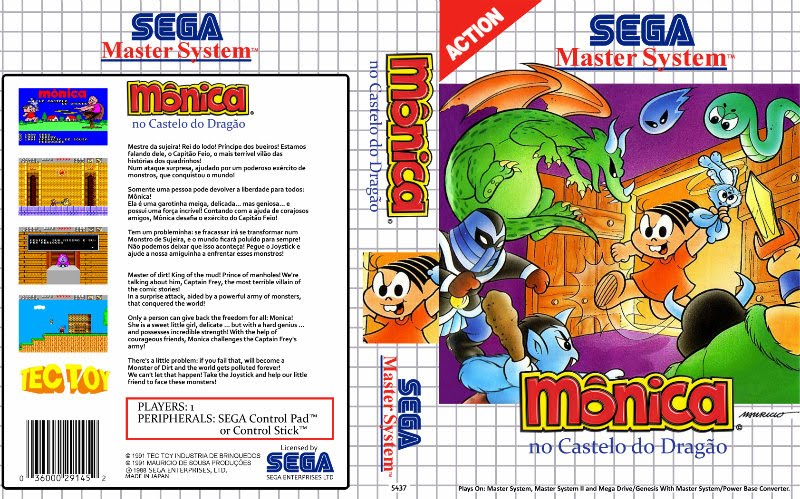 SEGA
Master System™
Mônica®
no Castelo do Dragão
Mestre da sujeira! Rei do lodo! Príncipe dos bueiros! Estamos
falando dele, o Capitão Feio, o mais terrível vilão das
histórias dos quadrinhos!
Num ataque surpresa, ajudado por um poderoso exército de
monstros, que conquistou o mundo!
Somente uma pessoa pode devolver a liberdade para todos:
Mônica!
Ela é uma garotinha meiga, delicada... mas geniosa... e
possui uma força incrível! Contando com a ajuda de corajosos
amigos, Mônica desafia o exército do Capitão Feio!
Tem um probleminha: se fracassar irá se transformar num
Monstro de Sujeira, e o mundo ficará poluído para sempre!
Não podemos deixar que isso aconteça! Pegue o Joystick e
ajude a nossa amiguinha a enfrentar esses monstros!
Master of dirt! King of the mud! Prince of manholes! We're
talking about him, Captain Frey, the most terrible villain of
the comic stories!
In a surprise attack, aided by a powerful army of monsters,
that conquered the world!
Only a person can give back the freedom for all: Monica!
She is a sweet little girl, delicate ... but with a hard genius ...
and possesses incredible strength! With the help of
courageous friends, Monica challenges the Captain Frey's
army!
There's a little problem: if you fail that, will become a
Monster of Dirt and the world gets polluted forever!
We can't let that happen! Take the Joystick and help our little
friend to face these monsters!
TEC TOY
PLAYERS: 1
PERIPHERALS: SEGA Control Pad™
or Control Stick™
0 36000 29145 2
© 1991 TEC TOY INDUSTRIA DE BRINQUEDOS
© 1991 MAURICIO DE SOUSA PRODUÇÕES
© 1988 SEGA ENTERPRISES, LTD.
MADE IN JAPAN
Licensed by
SEGA
SEGA ENTERPRISES LTD
Mônica®
no Castelo do Dragão
SEGA
Master System™
5437
ACTION
SEGA
Master System™
Mônica®
MAURICIO
no Castelo do Dragão
Plays On: Master System, Master System II and Mega Drive/Genesis With Master System/Power Base Converter.